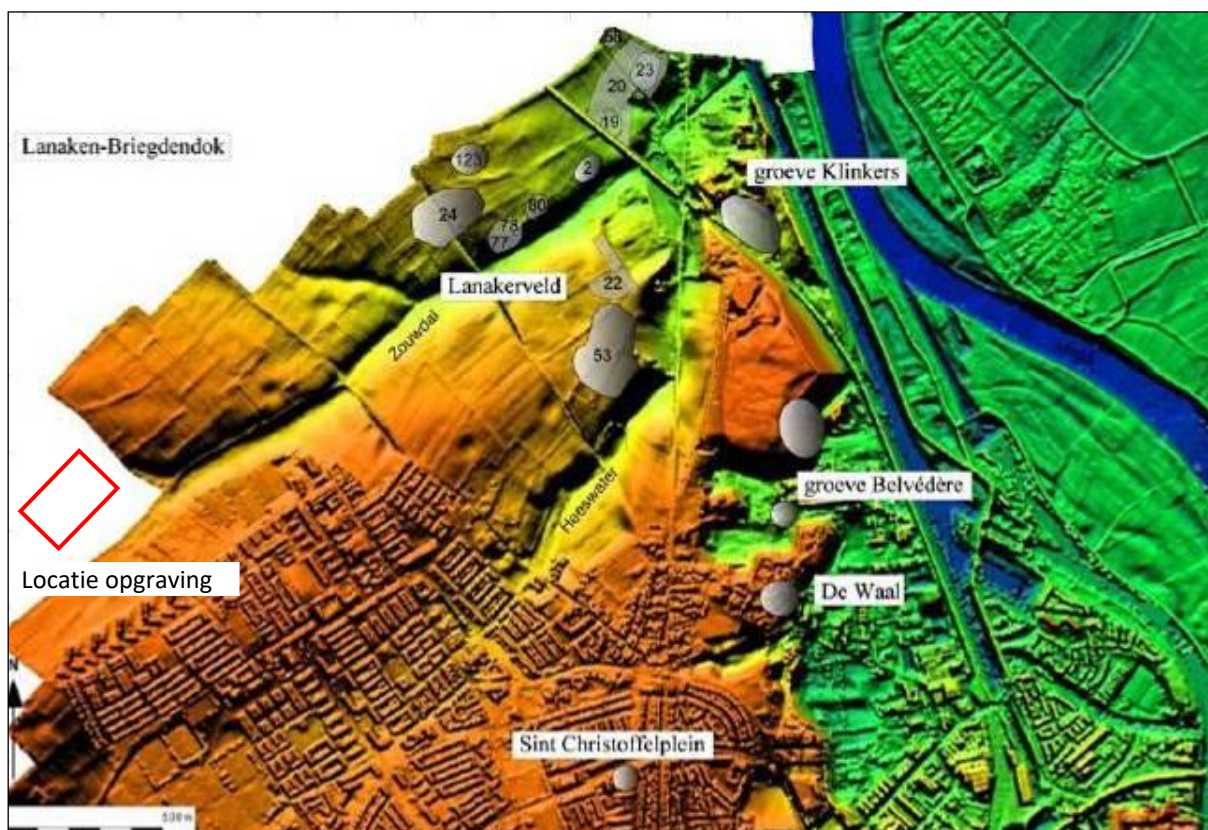 23
20
19
Lanaken-Briegdendok
123
2
groeve Klinkers
80
24
78
77
Lanakerveld
22
Zouwdal
53
Heeswater
groeve Belvédère
Locatie opgraving
De Waal
N
Sint Christoffelplein
500 m